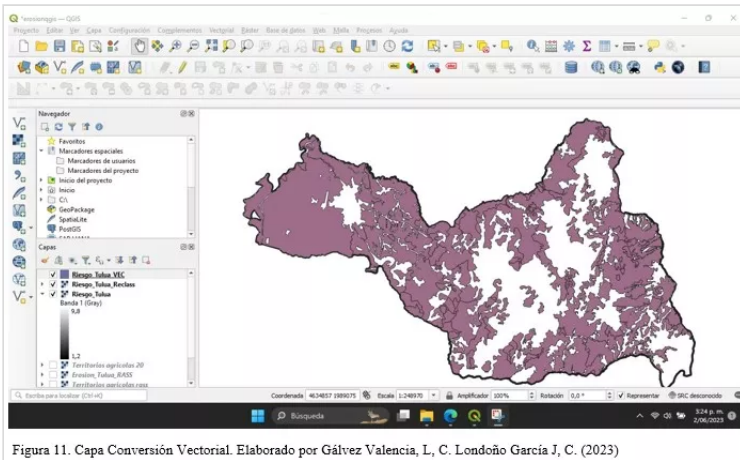 *erosionqgis — QGIS
Proyecto Editar Ver Capa Configuración Complementos Vectorial Ráster Base de datos Web Malla Procesos Ayuda
Navegador
Favoritos
Marcadores espaciales
Marcadores de usuarios
Marcadores del proyecto
Inicio del proyecto
Inicio
C:\
GeoPackage
SpatiaLite
PostGIS
Capas
Riesgo_Tulua_VEC
Riesgo_Tulua_Reclass
Riesgo_Tulua
Banda 1 (Gray)
9,8
1,2
Territorios agricolas 20
Erosion_Tulua_RASS
Territorios agricolas
Escriba para localizar (Ctrl+K)
Coordenada 4634857 1989075 Escala 1:248970 Amplificador 100% Rotación 0,0 ° Representar SRC desconocido
Búsqueda
3:24 p. m.
2/06/2023
Figura 11. Capa Conversión Vectorial. Elaborado por Gálvez Valencia, L, C. Londoño García J, C. (2023)